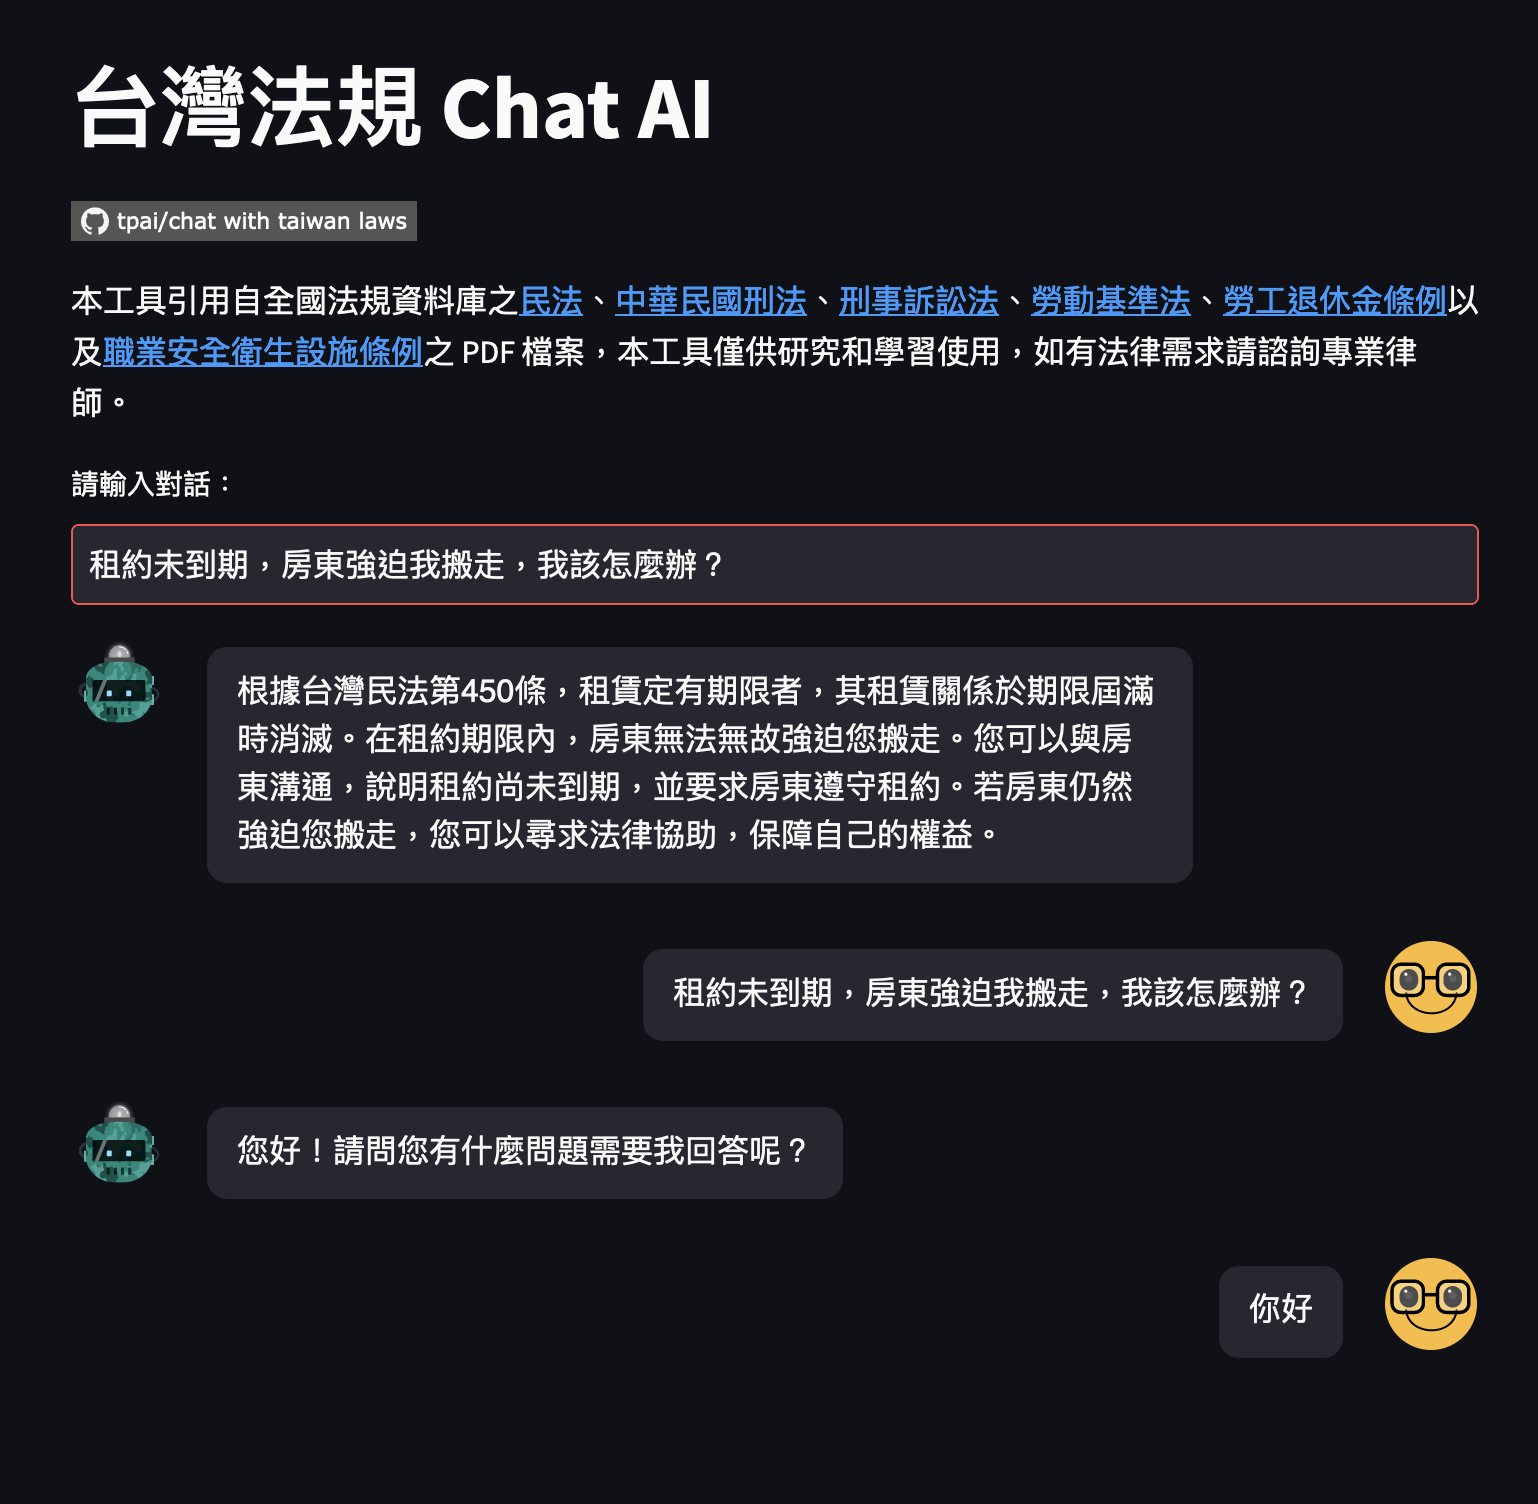 台灣法規 Chat AI
tpai/chat with taiwan laws
本工具引用自全國法規資料庫之民法、中華民國刑法、刑事訴訟法、勞動基準法、勞工退休金條例以
及職業安全衛生設施條例之 PDF 檔案，本工具僅供研究和學習使用，如有法律需求請諮詢專業律
師。
請輸入對話：
租約未到期，房東強迫我搬走，我該怎麼辦？
根據台灣民法第450條，租賃定有期限者，其租賃關係於期限屆滿
時消滅。在租約期限內，房東無法無故強迫您搬走。您可以與房
東溝通，說明租約尚未到期，並要求房東遵守租約。若房東仍然
強迫您搬走，您可以尋求法律協助，保障自己的權益。
租約未到期，房東強迫我搬走，我該怎麼辦？
您好！請問您有什麼問題需要我回答呢？
你好